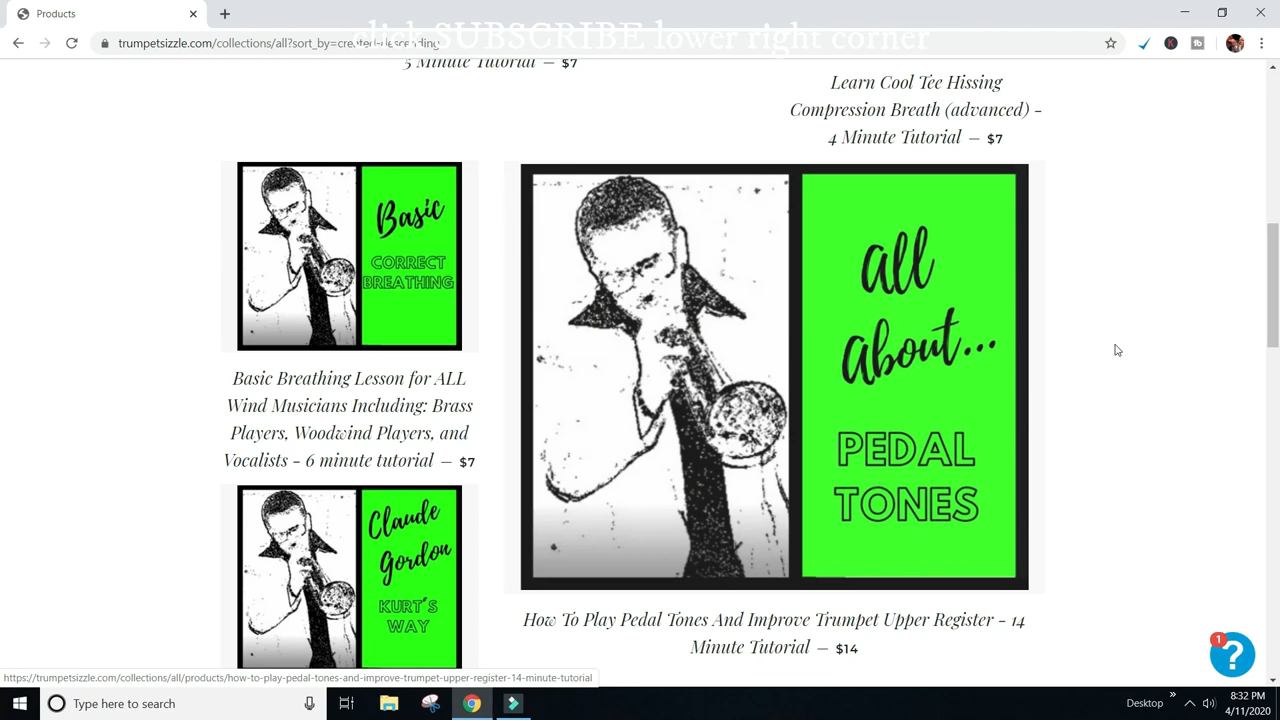 Products
click SUBSCRIBE lower right corner
trumpetsizzle.com/collections/all?sort_by=created-descending
5 Minute Tutorial — $7
Learn Cool Tee Hissing
Compression Breath (advanced) -
4 Minute Tutorial — $7
Basic
CORRECT
BREATHING
All
About...
PEDAL
TONES
Basic Breathing Lesson for ALL
Wind Musicians Including: Brass
Players, Woodwind Players, and
Vocalists - 6 minute tutorial — $7
Claude
Gordon
KURT'S
WAY
How To Play Pedal Tones And Improve Trumpet Upper Register - 14
Minute Tutorial — $14
1
?
https://trumpetsizzle.com/collections/all/products/how-to-play-pedal-tones-and-improve-trumpet-upper-register-14-minute-tutorial
Type here to search
Desktop
8:32 PM
4/11/2020